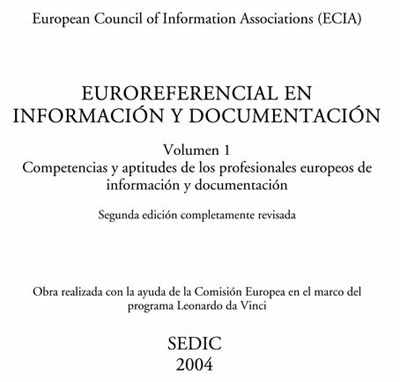 European Council of Information Associations (ECIA)
EUROREFERENCIAL EN
INFORMACIÓN Y DOCUMENTACIÓN
Volumen 1
Competencias y aptitudes de los profesionales europeos de
información y documentación
Segunda edición completamente revisada
Obra realizada con la ayuda de la Comisión Europea en el marco del
programa Leonardo da Vinci
SEDIC
2004